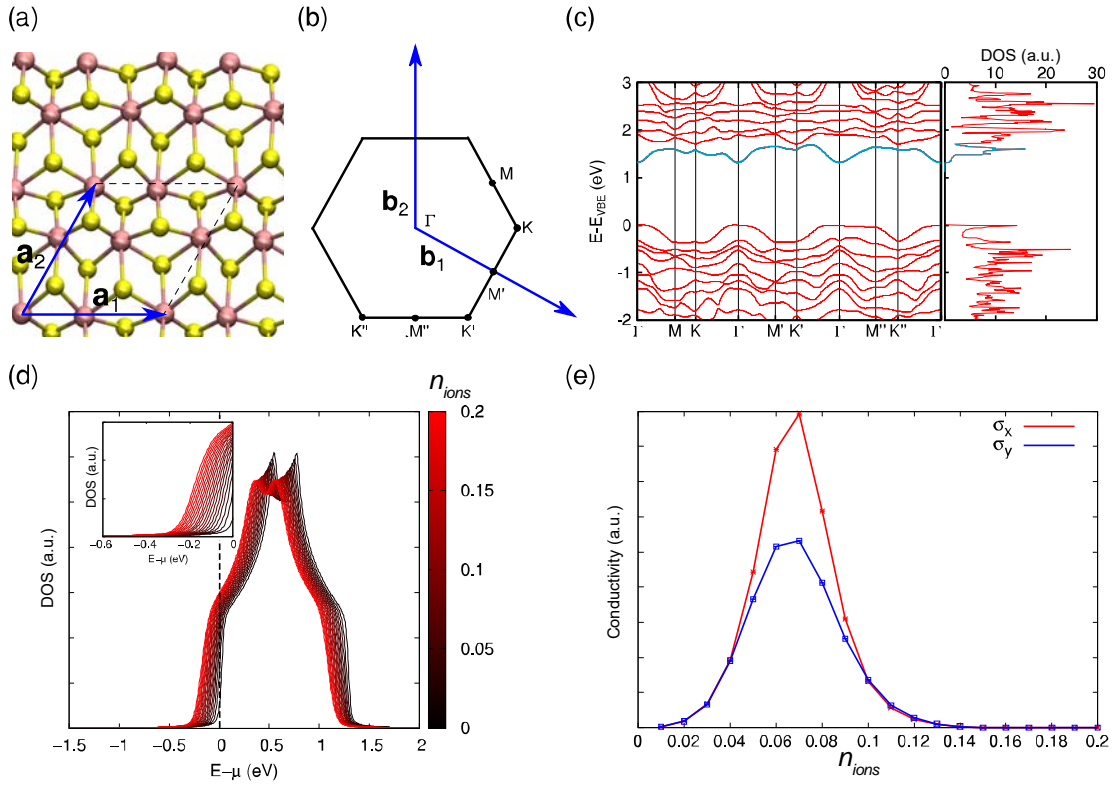 (a)
a₂
a₁
(b)
b₂
Γ
b₁
M
K
M'
K'
M''
K''
(c)
DOS (a.u.)
0 10 20 30
E-E_VBE (eV)
3
2
1
0
-1
-2
Γ M K Γ M' K' Γ M'' K'' Γ
(d)
n_ions
0.2
0.15
0.1
0.05
0
DOS (a.u.)
DOS (a.u.)
−0.6 −0.4 −0.2 0
E−μ (eV)
−1.5 −1 −0.5 0 0.5 1 1.5 2
E−μ (eV)
(e)
σ_x
σ_y
Conductivity (a.u.)
0 0.02 0.04 0.06 0.08 0.1 0.12 0.14 0.16 0.18 0.2
n_ions